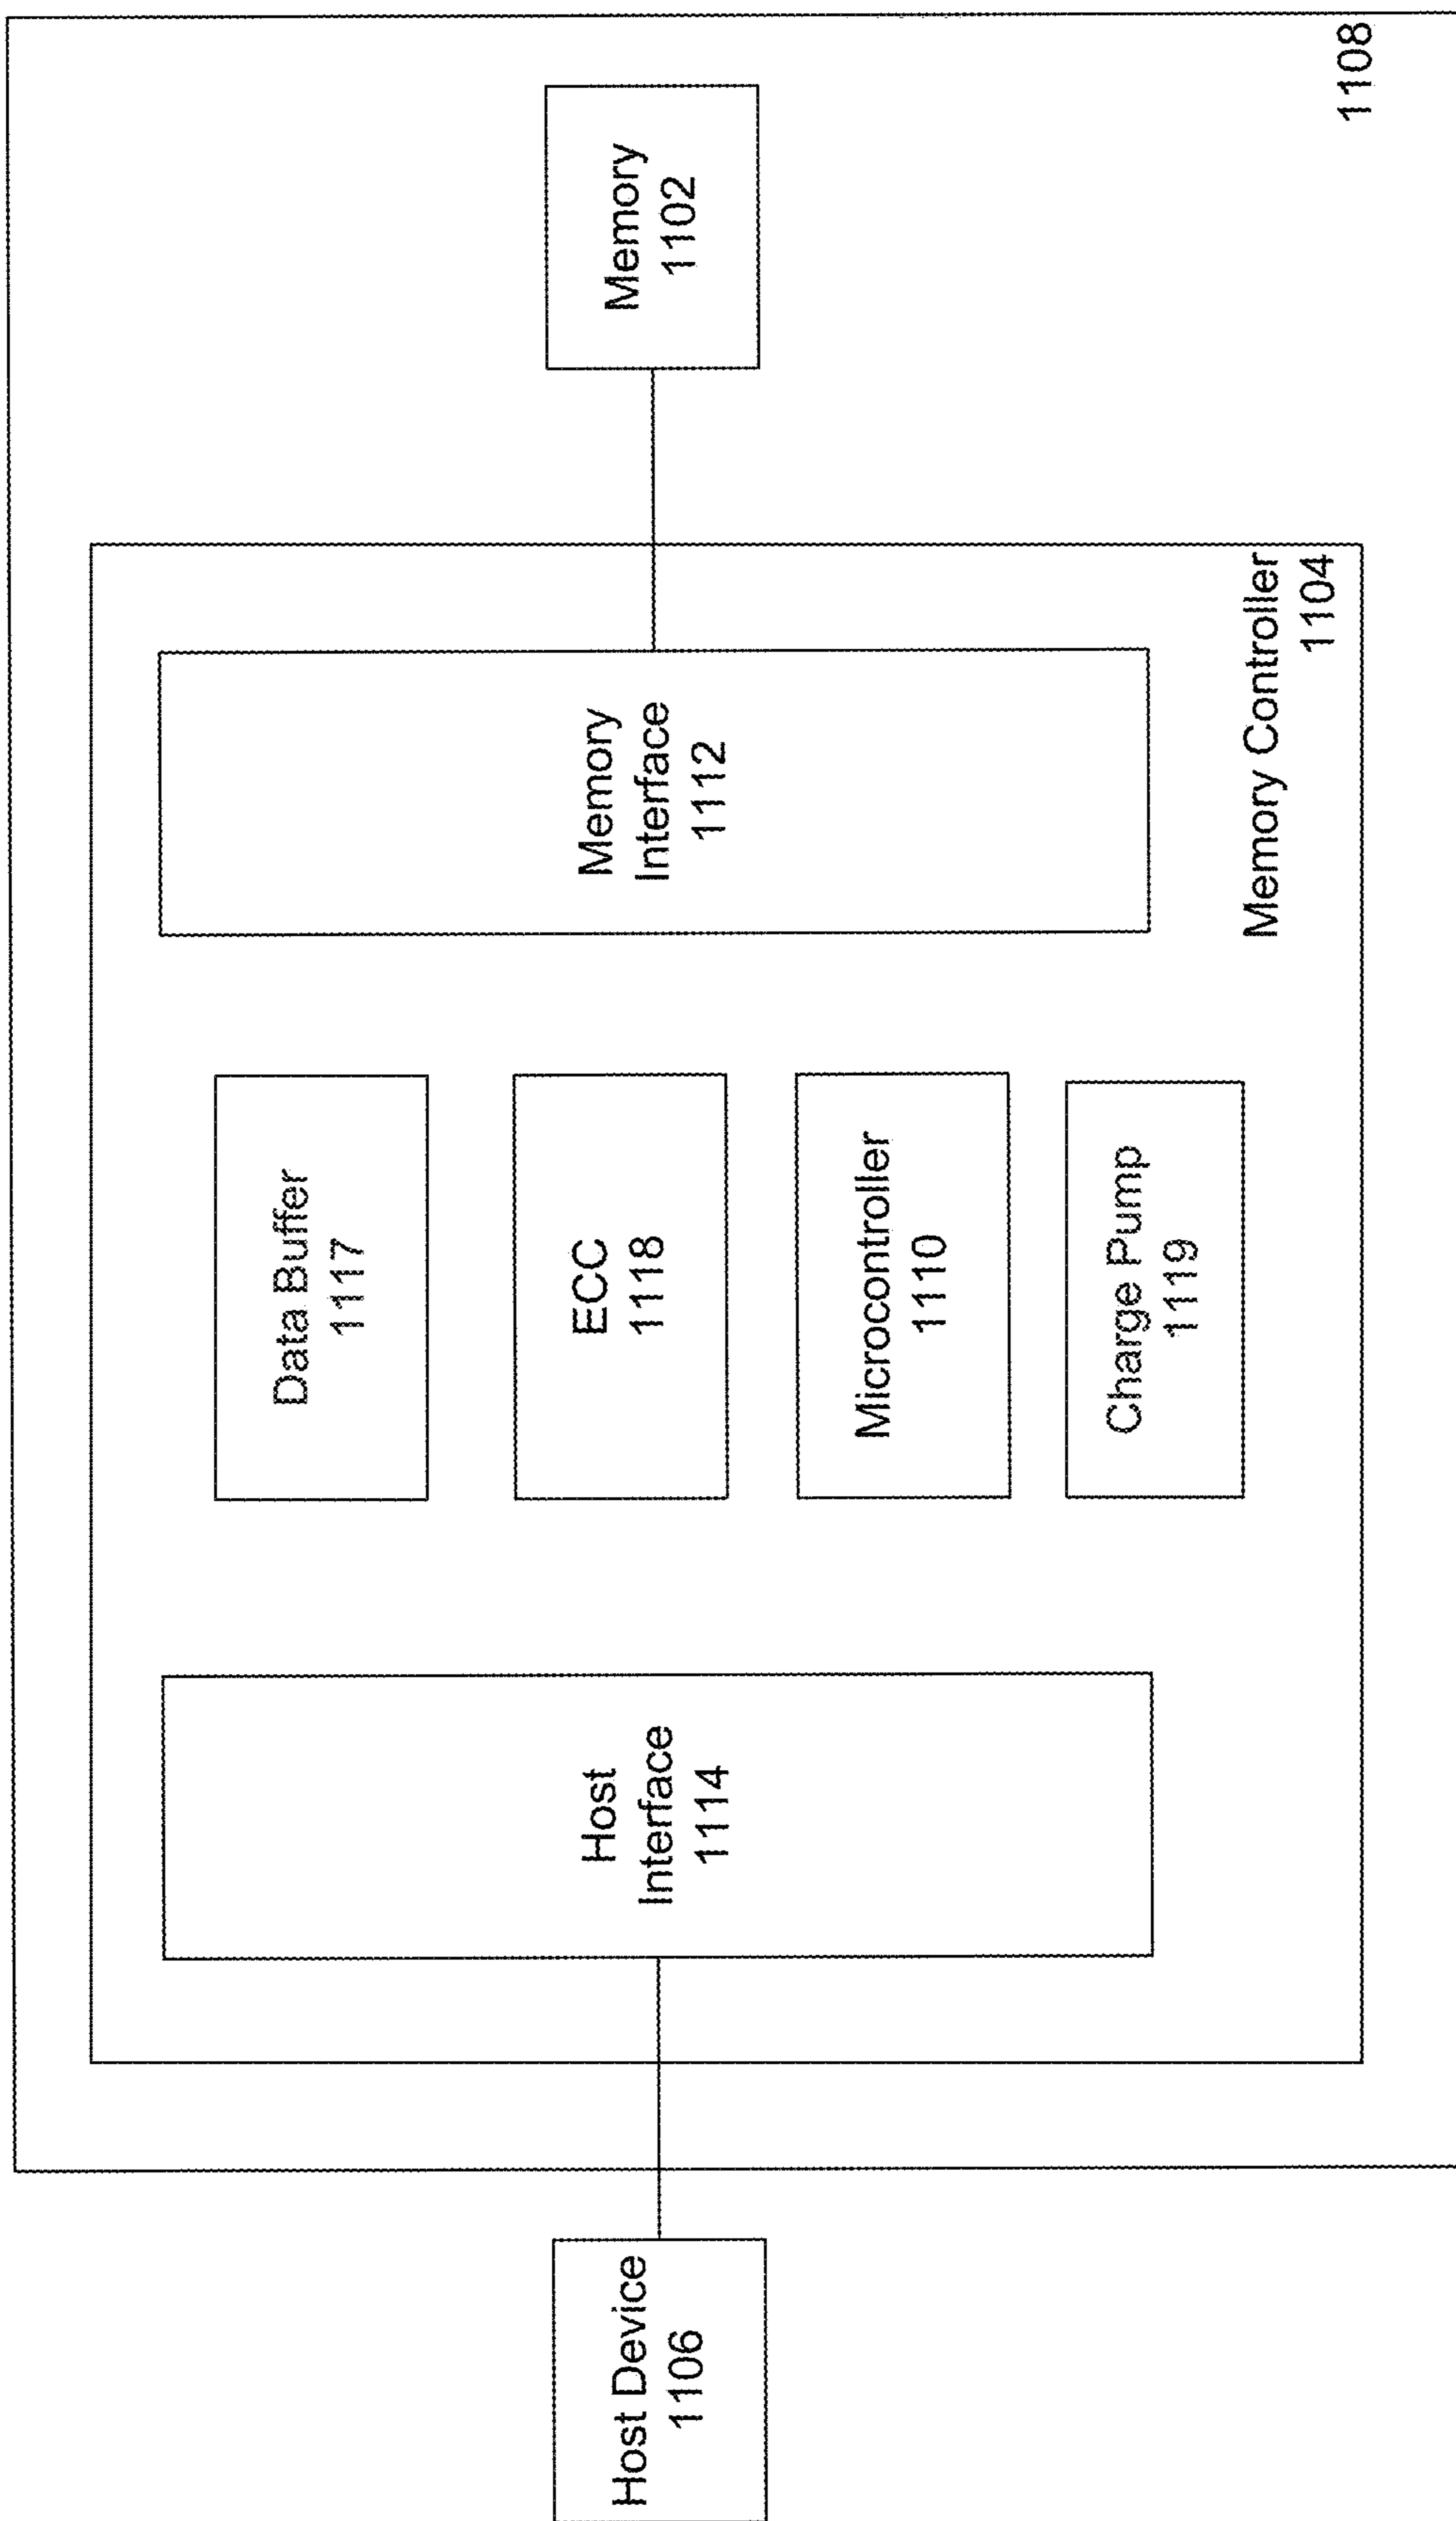 Host Device
1106
Host
Interface
1114
Data Buffer
1117
ECC
1118
Microcontroller
1110
Charge Pump
1119
Memory
Interface
1112
Memory Controller
1104
Memory
1102
1108